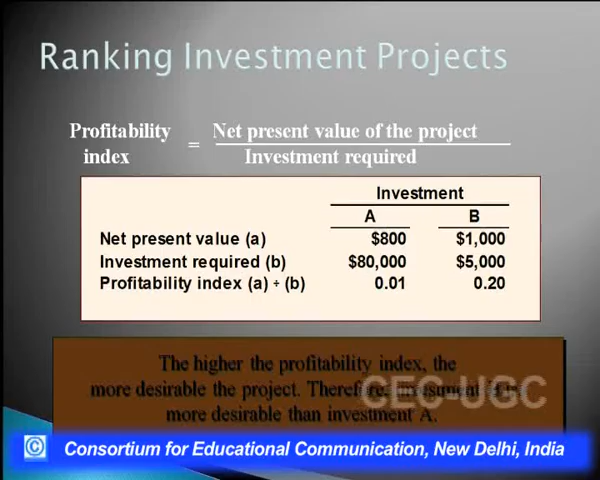 Ranking Investment Projects
Profitability index = Net present value of the project
Investment required
Investment
A B
Net present value (a) $800 $1,000
Investment required (b) $80,000 $5,000
Profitability index (a) ÷ (b) 0.01 0.20
The higher the profitability index, the
more desirable the project. Therefore, investment B is
more desirable than investment A.
CEC-UGC
© Consortium for Educational Communication, New Delhi, India